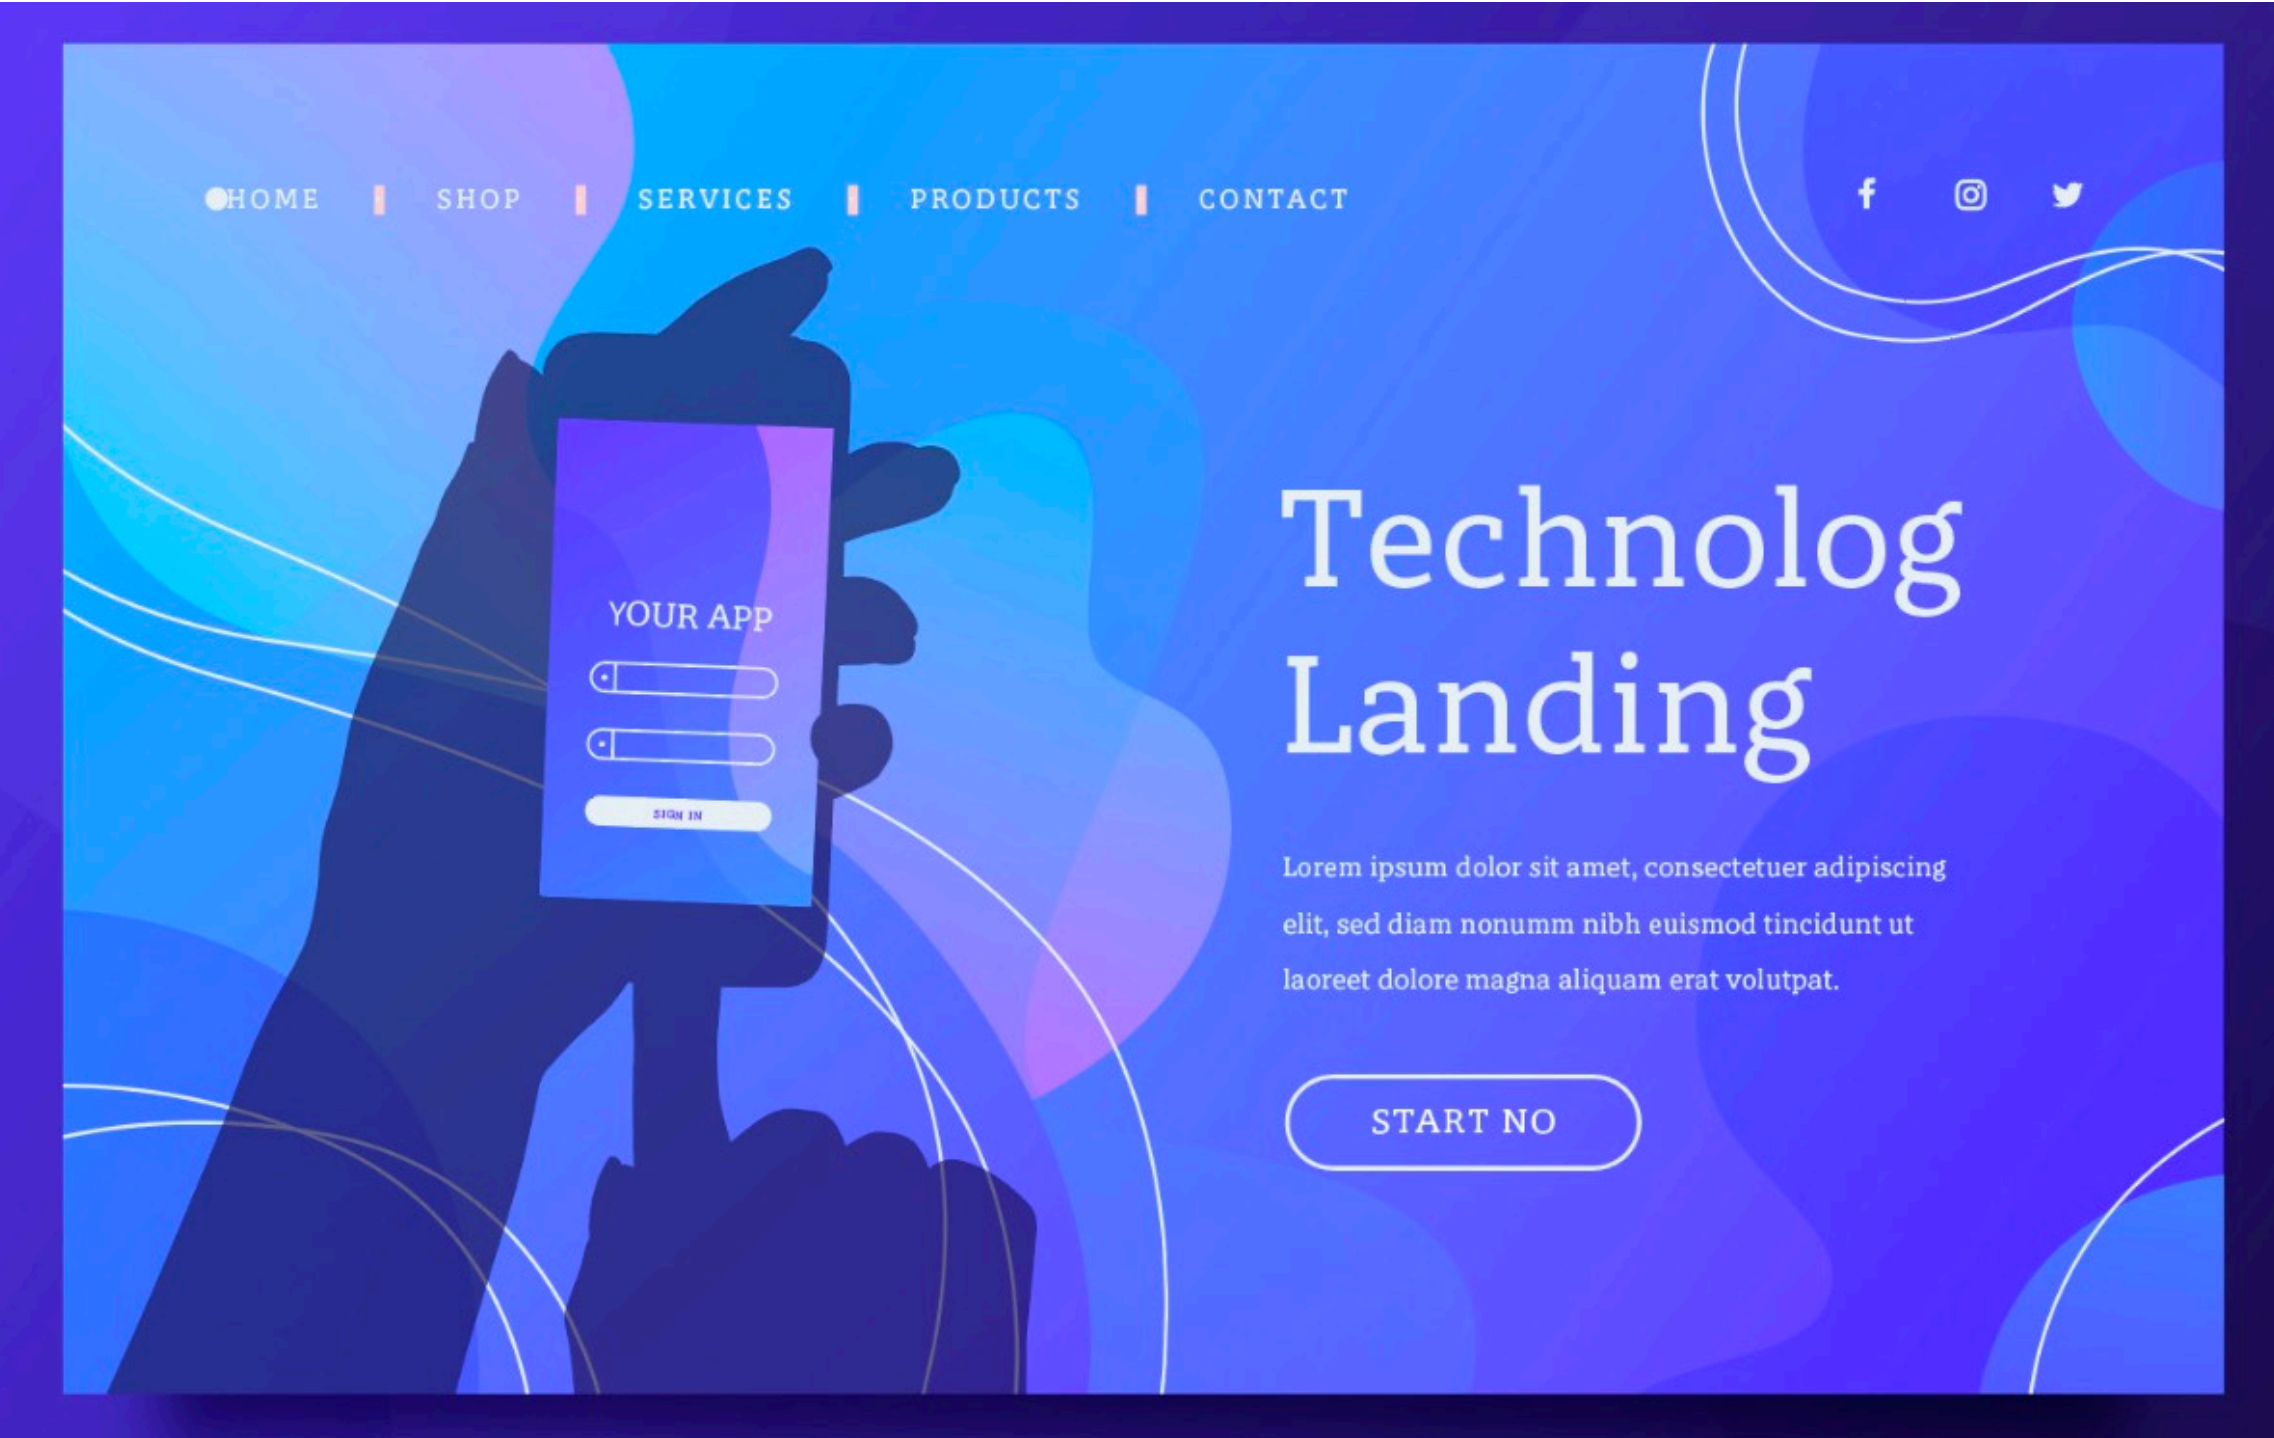 HOME SHOP SERVICES PRODUCTS CONTACT
YOUR APP
SIGN IN
Technolog
Landing
Lorem ipsum dolor sit amet, consectetuer adipiscing
elit, sed diam nonumm nibh euismod tincidunt ut
laoreet dolore magna aliquam erat volutpat.
START NO